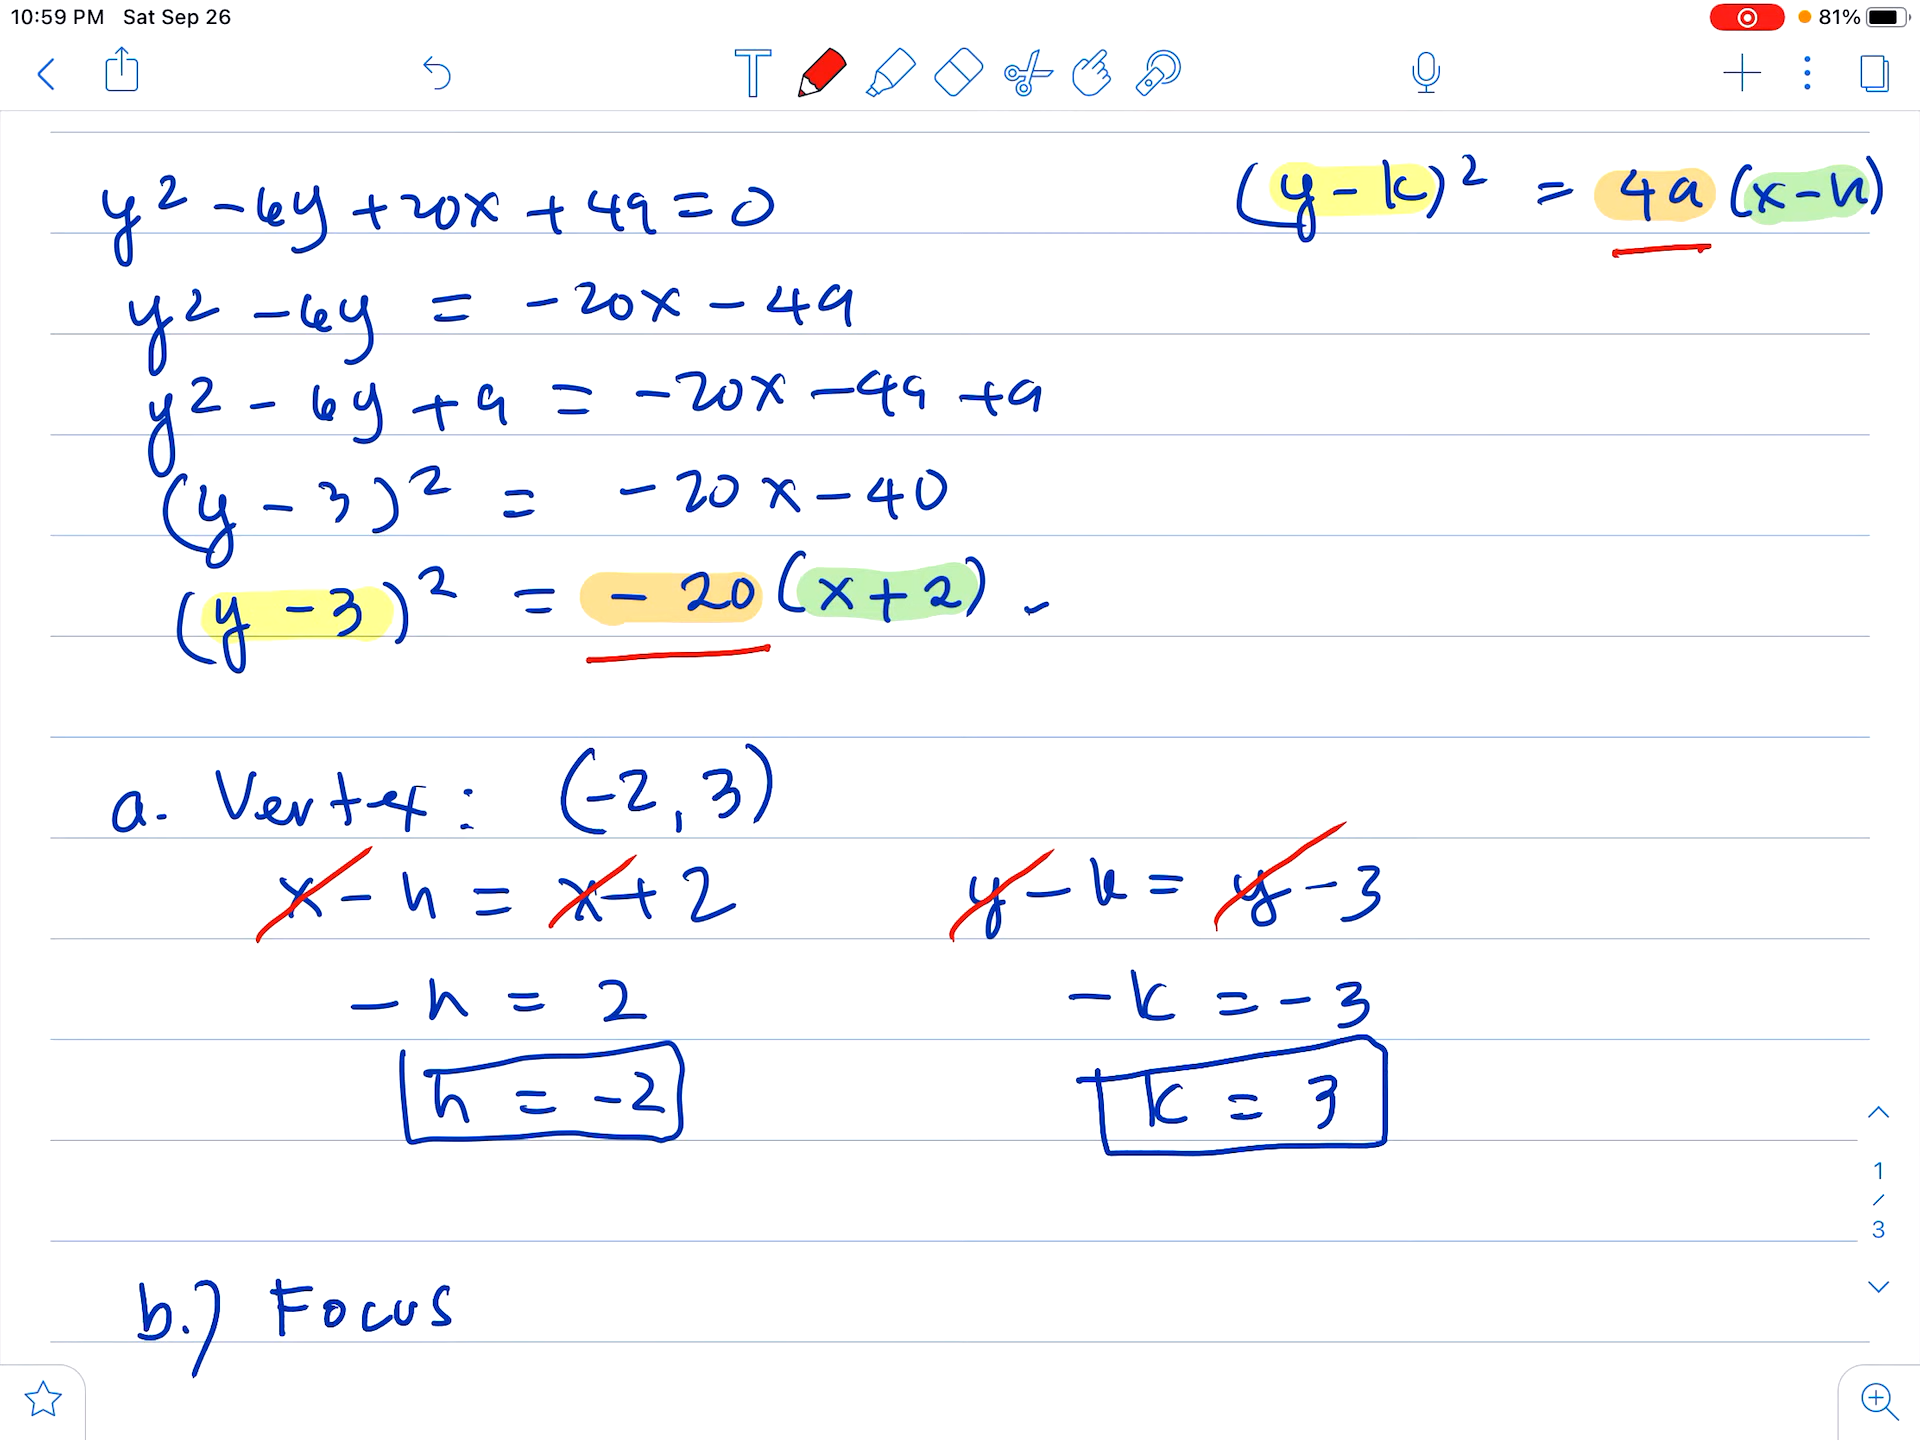 10:59 PM Sat Sep 26 81%
T
y² - 6y + 20x + 49 = 0
(y - k)² = 4a (x - h)
y² - 6y = -20x - 49
y² - 6y + 9 = -20x - 49 + 9
(y - 3)² = -20x - 40
(y - 3)² = -20 (x + 2)
a. Vertex: (-2, 3)
x - h = x + 2
y - k = y - 3
-h = 2
-k = -3
h = -2
k = 3
b.) Focus
1
/
3